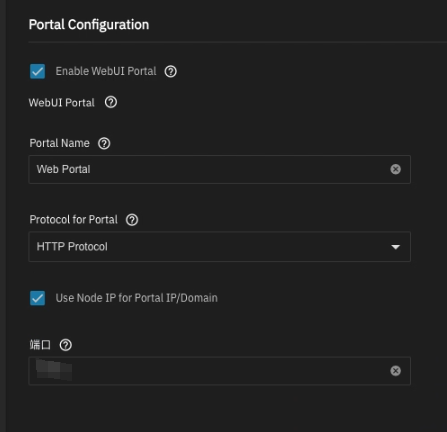 Portal Configuration
Enable WebUI Portal
WebUI Portal
Portal Name
Web Portal
Protocol for Portal
HTTP Protocol
Use Node IP for Portal IP/Domain
端口